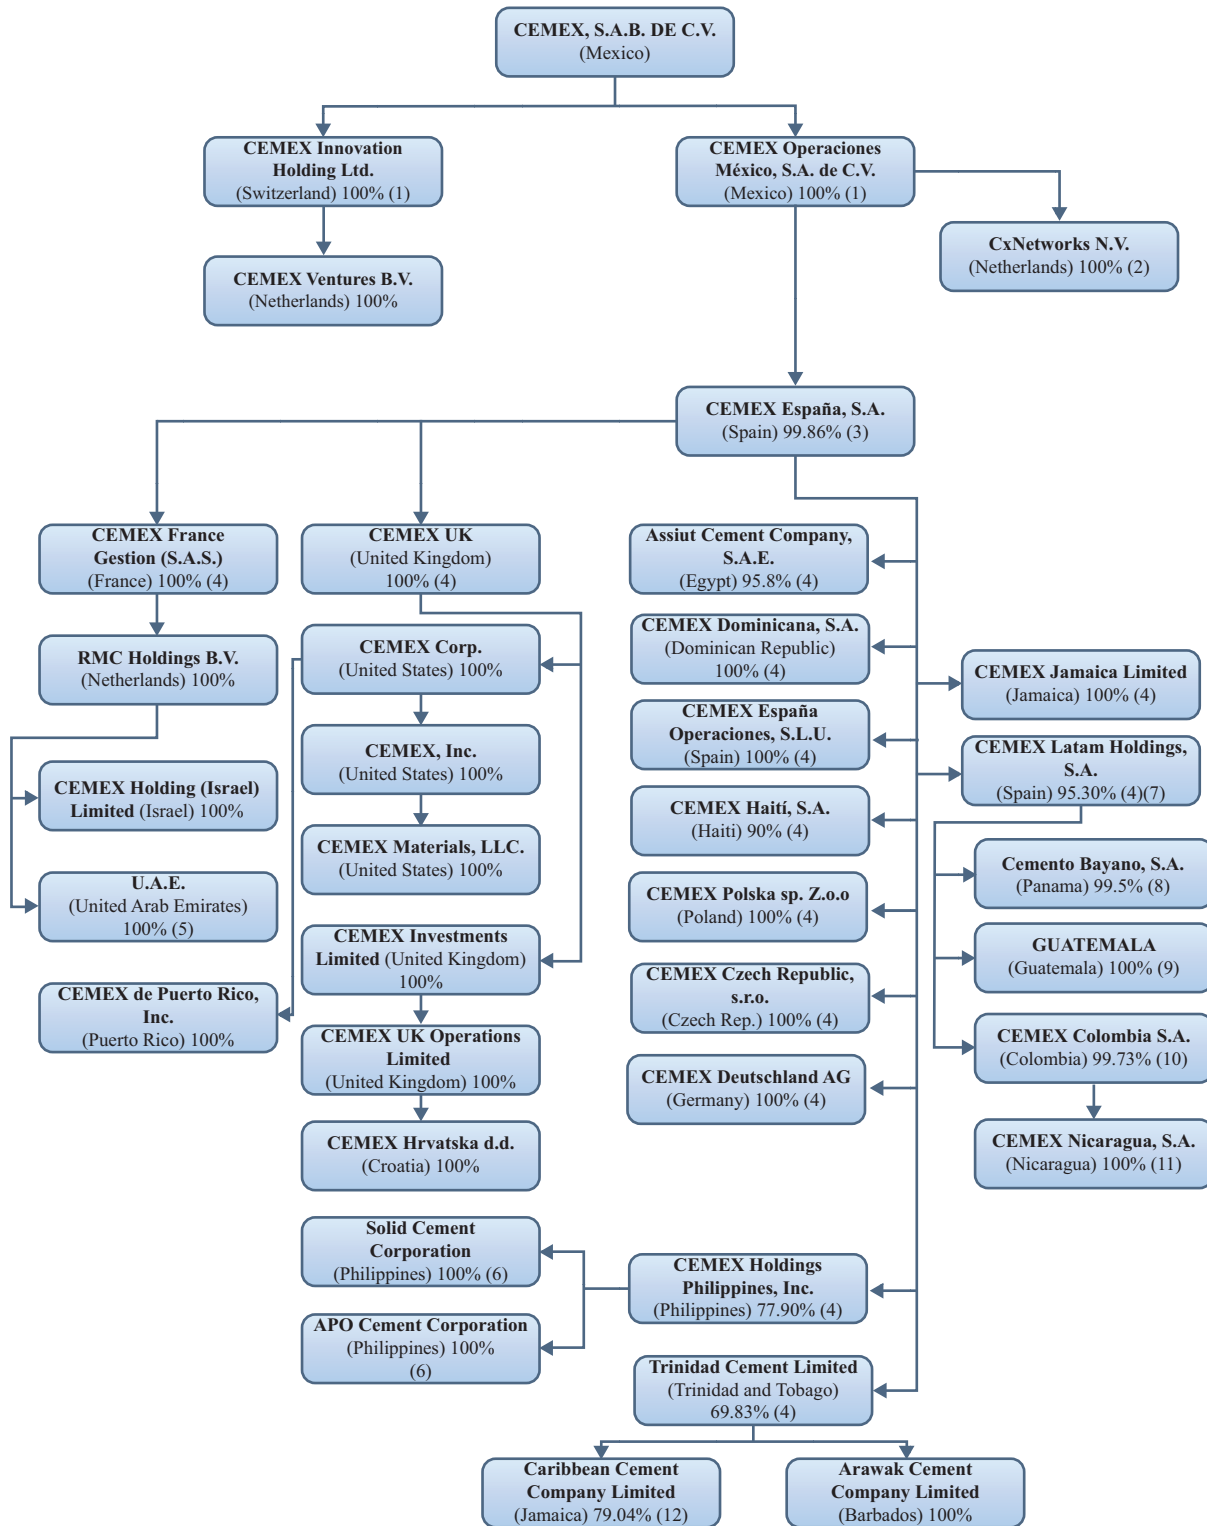 CEMEX, S.A.B. DE C.V.
(Mexico)
CEMEX Innovation
Holding Ltd.
(Switzerland) 100% (1)
CEMEX Operaciones
México, S.A. de C.V.
(Mexico) 100% (1)
CEMEX Ventures B.V.
(Netherlands) 100%
CxNetworks N.V.
(Netherlands) 100% (2)
CEMEX España, S.A.
(Spain) 99.86% (3)
CEMEX France
Gestion (S.A.S.)
(France) 100% (4)
CEMEX UK
(United Kingdom)
100% (4)
Assiut Cement Company,
S.A.E.
(Egypt) 95.8% (4)
RMC Holdings B.V.
(Netherlands) 100%
CEMEX Corp.
(United States) 100%
CEMEX Dominicana, S.A.
(Dominican Republic)
100% (4)
CEMEX Jamaica Limited
(Jamaica) 100% (4)
CEMEX, Inc.
(United States) 100%
CEMEX España
Operaciones, S.L.U.
(Spain) 100% (4)
CEMEX Latam Holdings,
S.A.
(Spain) 95.30% (4)(7)
CEMEX Holding (Israel)
Limited (Israel) 100%
CEMEX Materials, LLC.
(United States) 100%
CEMEX Haití, S.A.
(Haiti) 90% (4)
Cemento Bayano, S.A.
(Panama) 99.5% (8)
U.A.E.
(United Arab Emirates)
100% (5)
CEMEX Investments
Limited (United Kingdom)
100%
CEMEX Polska sp. Z.o.o
(Poland) 100% (4)
GUATEMALA
(Guatemala) 100% (9)
CEMEX de Puerto Rico,
Inc.
(Puerto Rico) 100%
CEMEX UK Operations
Limited
(United Kingdom) 100%
CEMEX Czech Republic,
s.r.o.
(Czech Rep.) 100% (4)
CEMEX Colombia S.A.
(Colombia) 99.73% (10)
CEMEX Hrvatska d.d.
(Croatia) 100%
CEMEX Deutschland AG
(Germany) 100% (4)
CEMEX Nicaragua, S.A.
(Nicaragua) 100% (11)
Solid Cement
Corporation
(Philippines) 100% (6)
CEMEX Holdings
Philippines, Inc.
(Philippines) 77.90% (4)
APO Cement Corporation
(Philippines) 100%
(6)
Trinidad Cement Limited
(Trinidad and Tobago)
69.83% (4)
Caribbean Cement
Company Limited
(Jamaica) 79.04% (12)
Arawak Cement
Company Limited
(Barbados) 100%